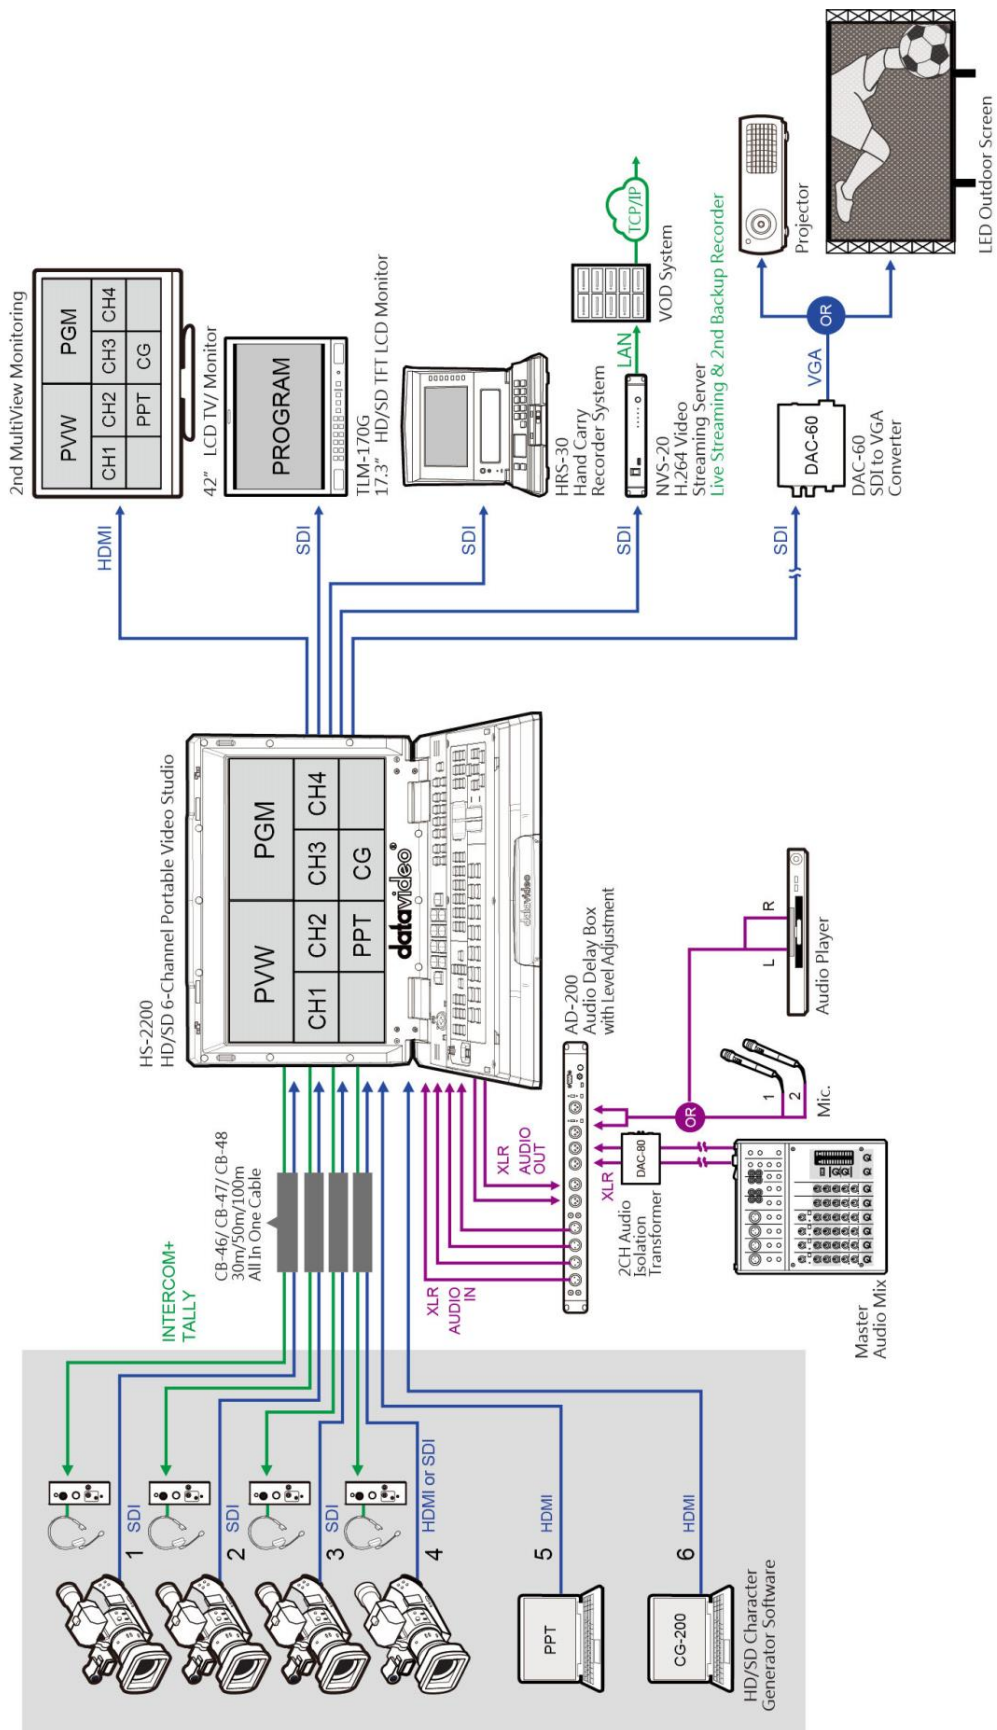 2nd MultiView Monitoring
PVW
PGM
CH1
CH2
CH3
CH4
PPT
CG
42" LCD TV/ Monitor
HDMI
PROGRAM
TLM-170G
17.3" HD/SD TFT LCD Monitor
SDI
HRS-30
Hand Carry
Recorder System
SDI
NVS-20
H.264 Video
Streaming Server
Live Streaming & 2nd Backup Recorder
SDI
LAN
VOD System
TCP/IP
DAC-60
DAC-60
SDI to VGA
Converter
SDI
VGA
OR
Projector
LED Outdoor Screen
HS-2200
HD/SD 6-Channel Portable Video Studio
PVW
PGM
CH1
CH2
CH3
CH4
PPT
CG
datavideo
datavideo
CB-46/ CB-47/ CB-48
30m/50m/100m
All In One Cable
INTERCOM+
TALLY
1 SDI
2 SDI
3 SDI
4 HDMI or SDI
PPT
5 HDMI
CG-200
6 HDMI
HD/SD Character
Generator Software
XLR
AUDIO
IN
XLR
AUDIO
OUT
AD-200
Audio Delay Box
with Level Adjustment
XLR
DAC-80
2CH Audio
Isolation
Transformer
Master
Audio Mix
OR
1
2
Mic.
L
R
Audio Player